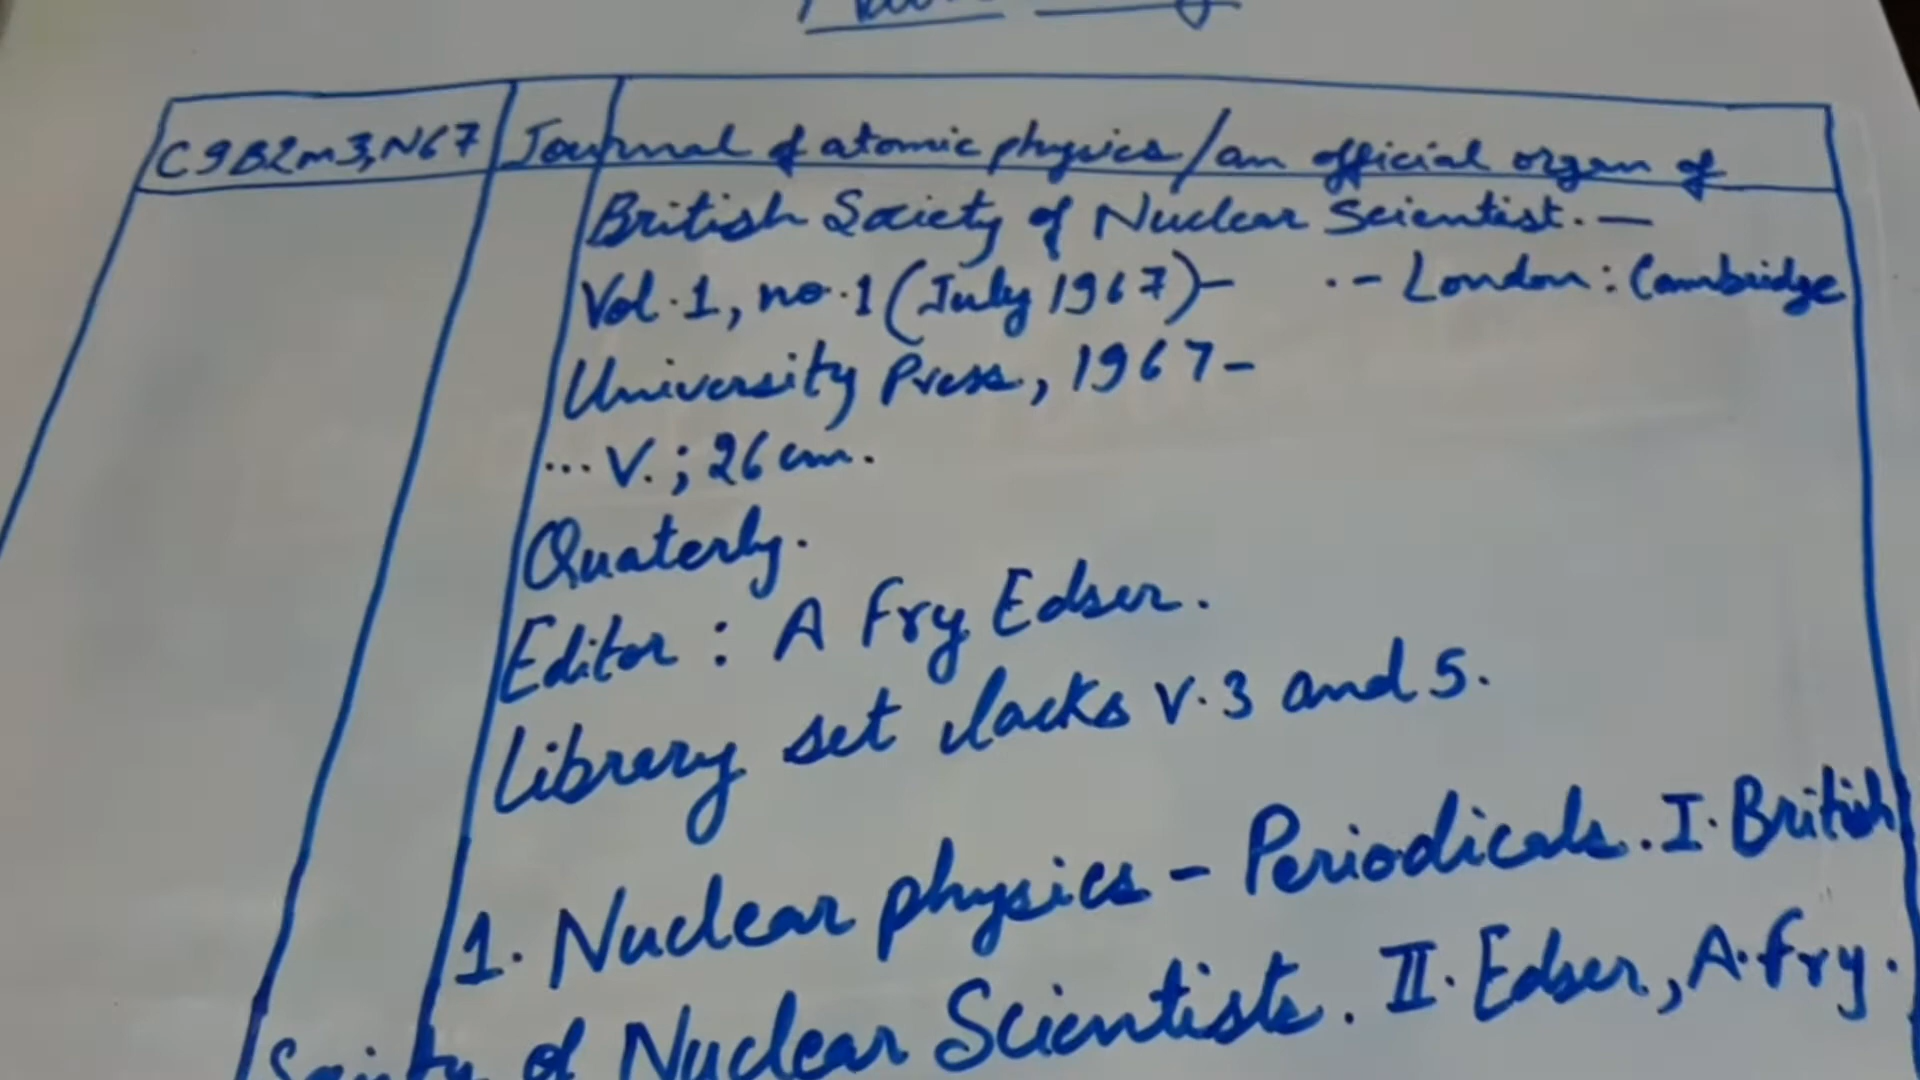 C9B2m3,N67 Journal of atomic physics / an official organ of
British Society of Nuclear Scientist. —
Vol. 1, no. 1 (July 1967)- .- London : Cambridge
University Press, 1967-
... V. ; 26 cm.
Quaterly.
Editor : A Fry Edser.
Library set lacks v. 3 and 5.
1. Nuclear physics - Periodicals. I. British
Society of Nuclear Scientists. II. Edser, A. Fry.